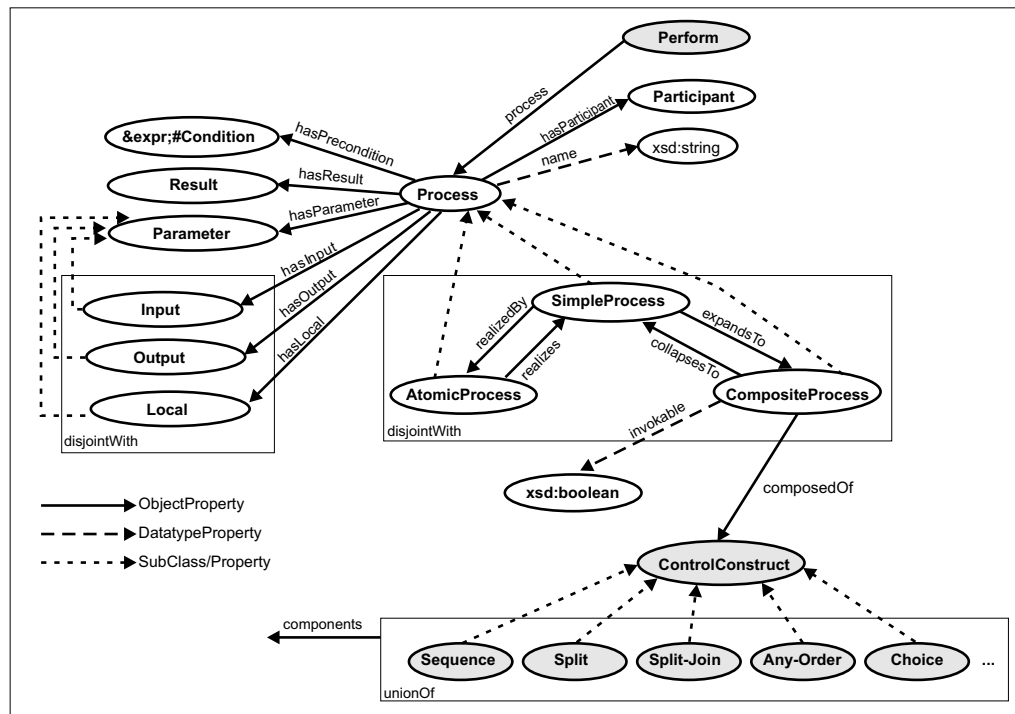 Perform
process
hasParticipant
Participant
&expr;#Condition
hasPrecondition
name
xsd:string
Result
hasResult
Process
Parameter
hasParameter
hasInput
hasOutput
hasLocal
Input
Output
Local
disjointWith
SimpleProcess
realizedBy
realizes
expandsTo
collapsesTo
AtomicProcess
CompositeProcess
disjointWith
invokable
xsd:boolean
composedOf
ObjectProperty
DatatypeProperty
SubClass/Property
ControlConstruct
components
Sequence
Split
Split-Join
Any-Order
Choice
...
unionOf